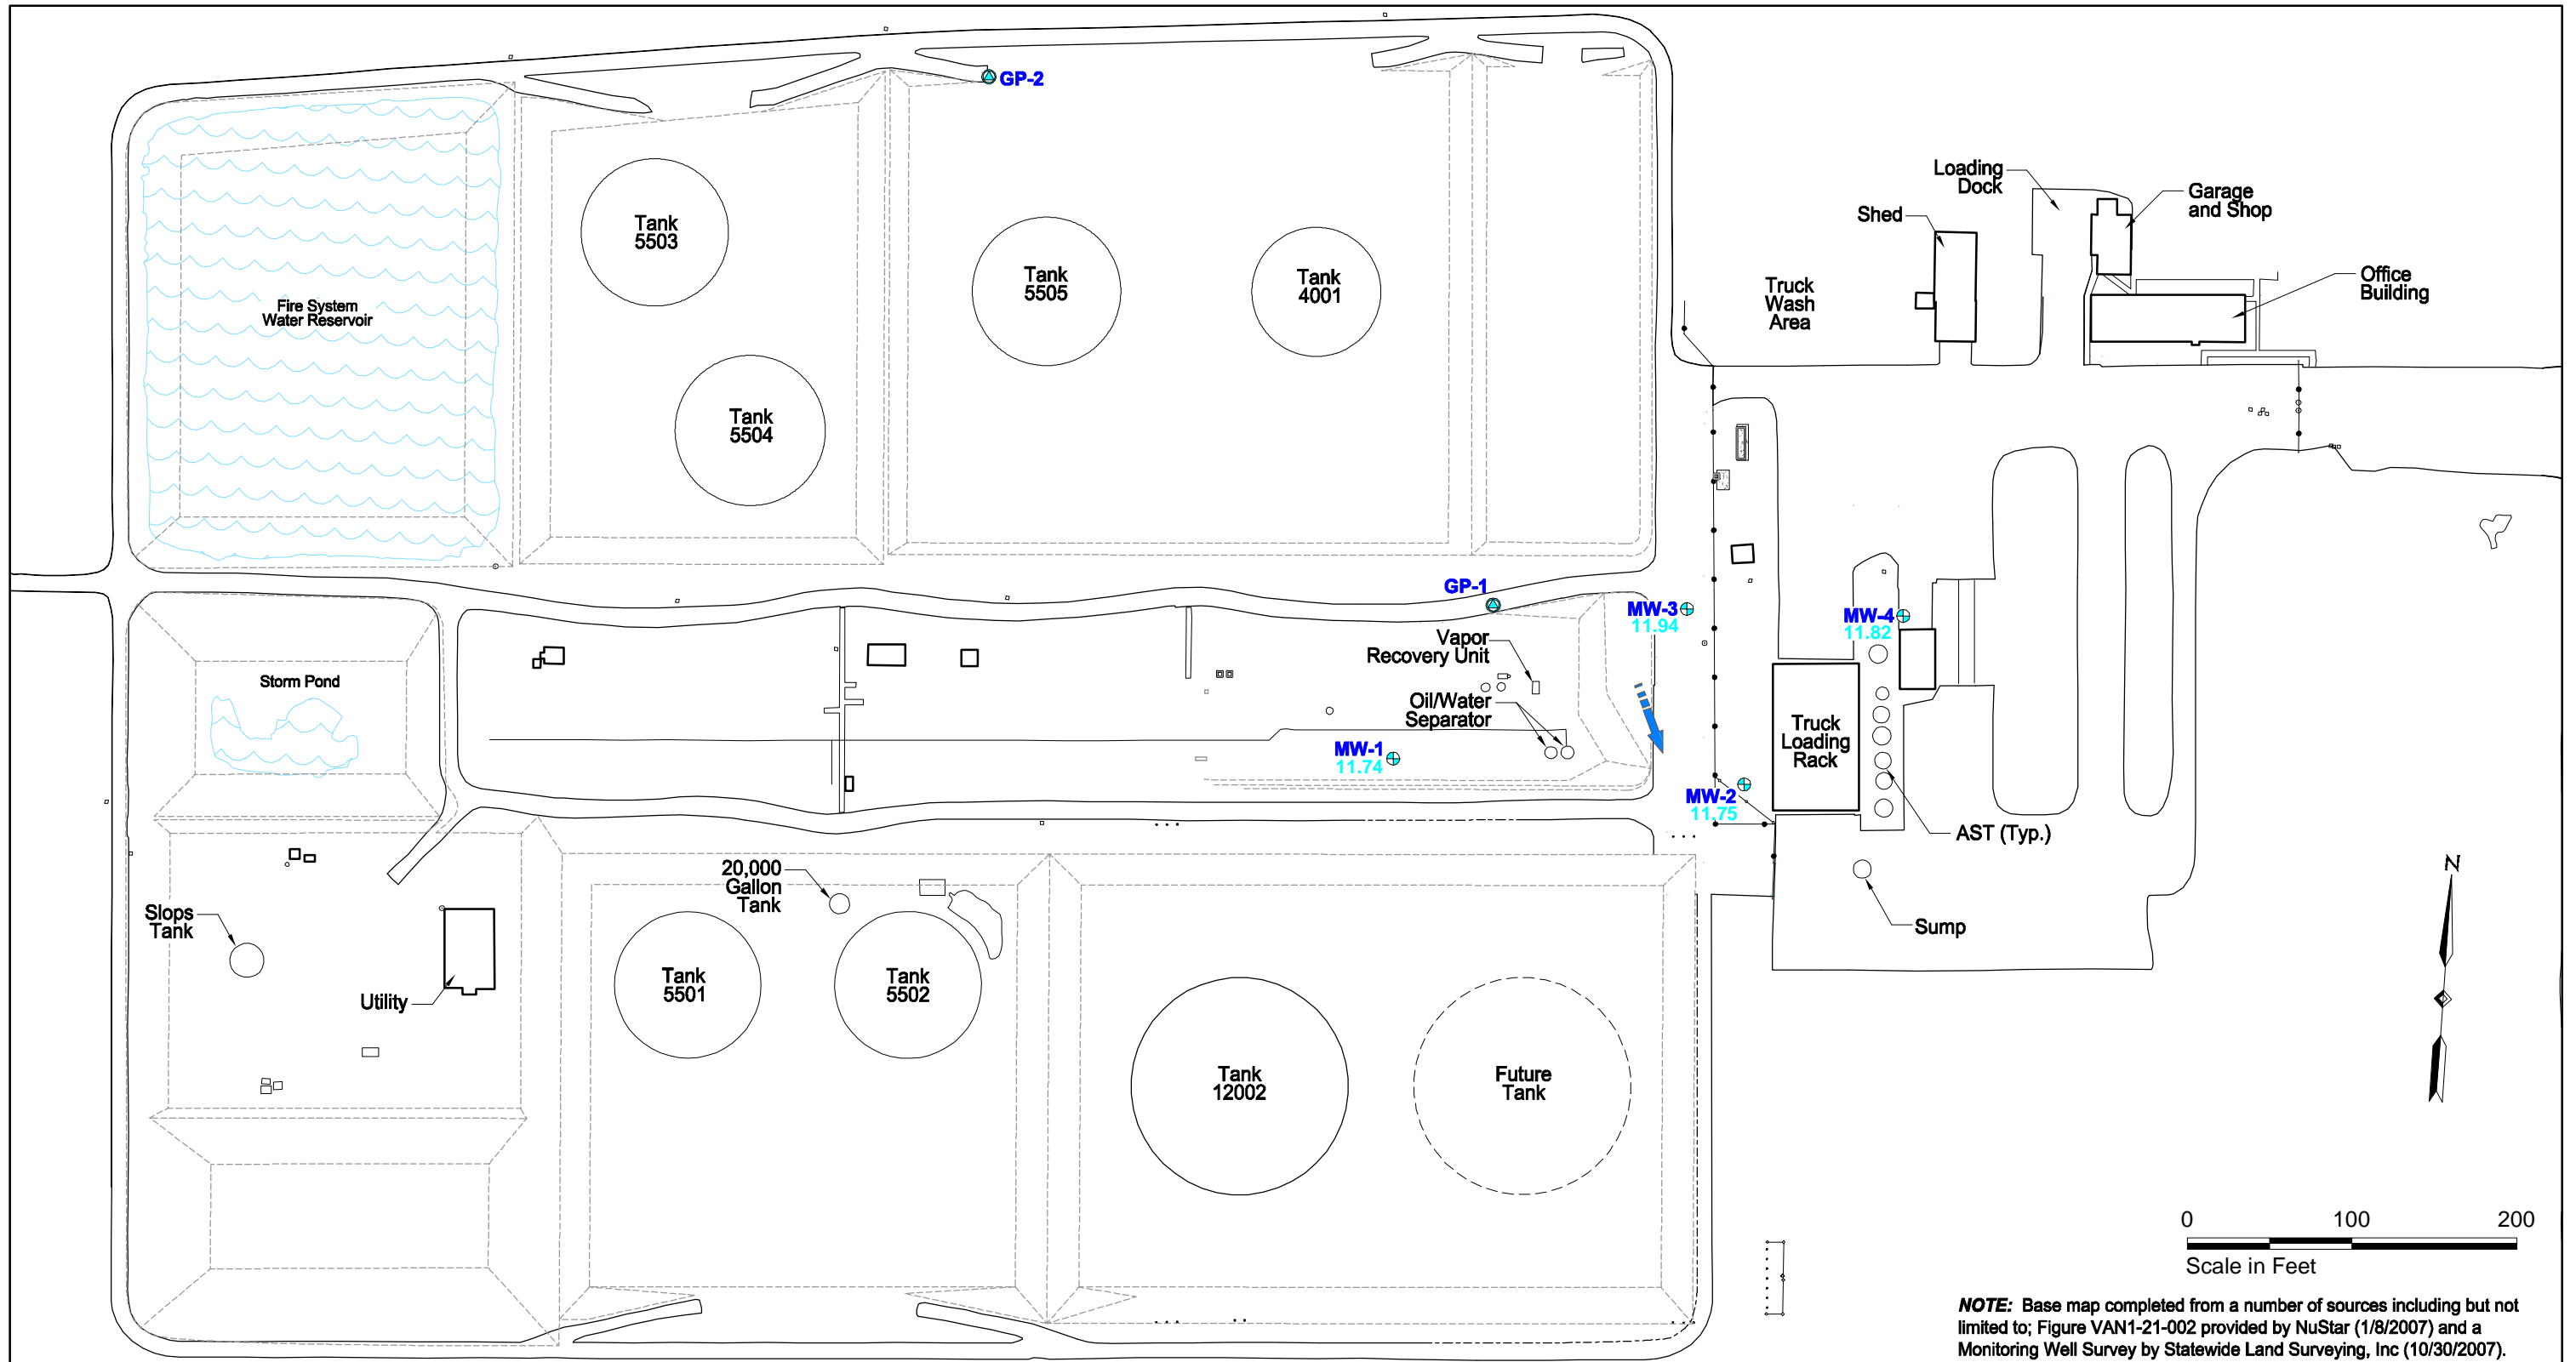 GP-2
Loading
Dock
Garage
and Shop
Shed
Tank
5503
Tank
5505
Tank
4001
Truck
Wash
Area
Office
Building
Fire System
Water Reservoir
Tank
5504
GP-1
MW-3
11.94
MW-4
11.82
Vapor
Recovery Unit
Storm Pond
Oil/Water
Separator
MW-1
11.74
Truck
Loading
Rack
MW-2
11.75
AST (Typ.)
20,000
Gallon
Tank
N
Slops
Tank
Sump
Tank
5501
Tank
5502
Utility
Tank
12002
Future
Tank
0 100 200
Scale in Feet
NOTE: Base map completed from a number of sources including but not
limited to; Figure VAN1-21-002 provided by NuStar (1/8/2007) and a
Monitoring Well Survey by Statewide Land Surveying, Inc (10/30/2007).